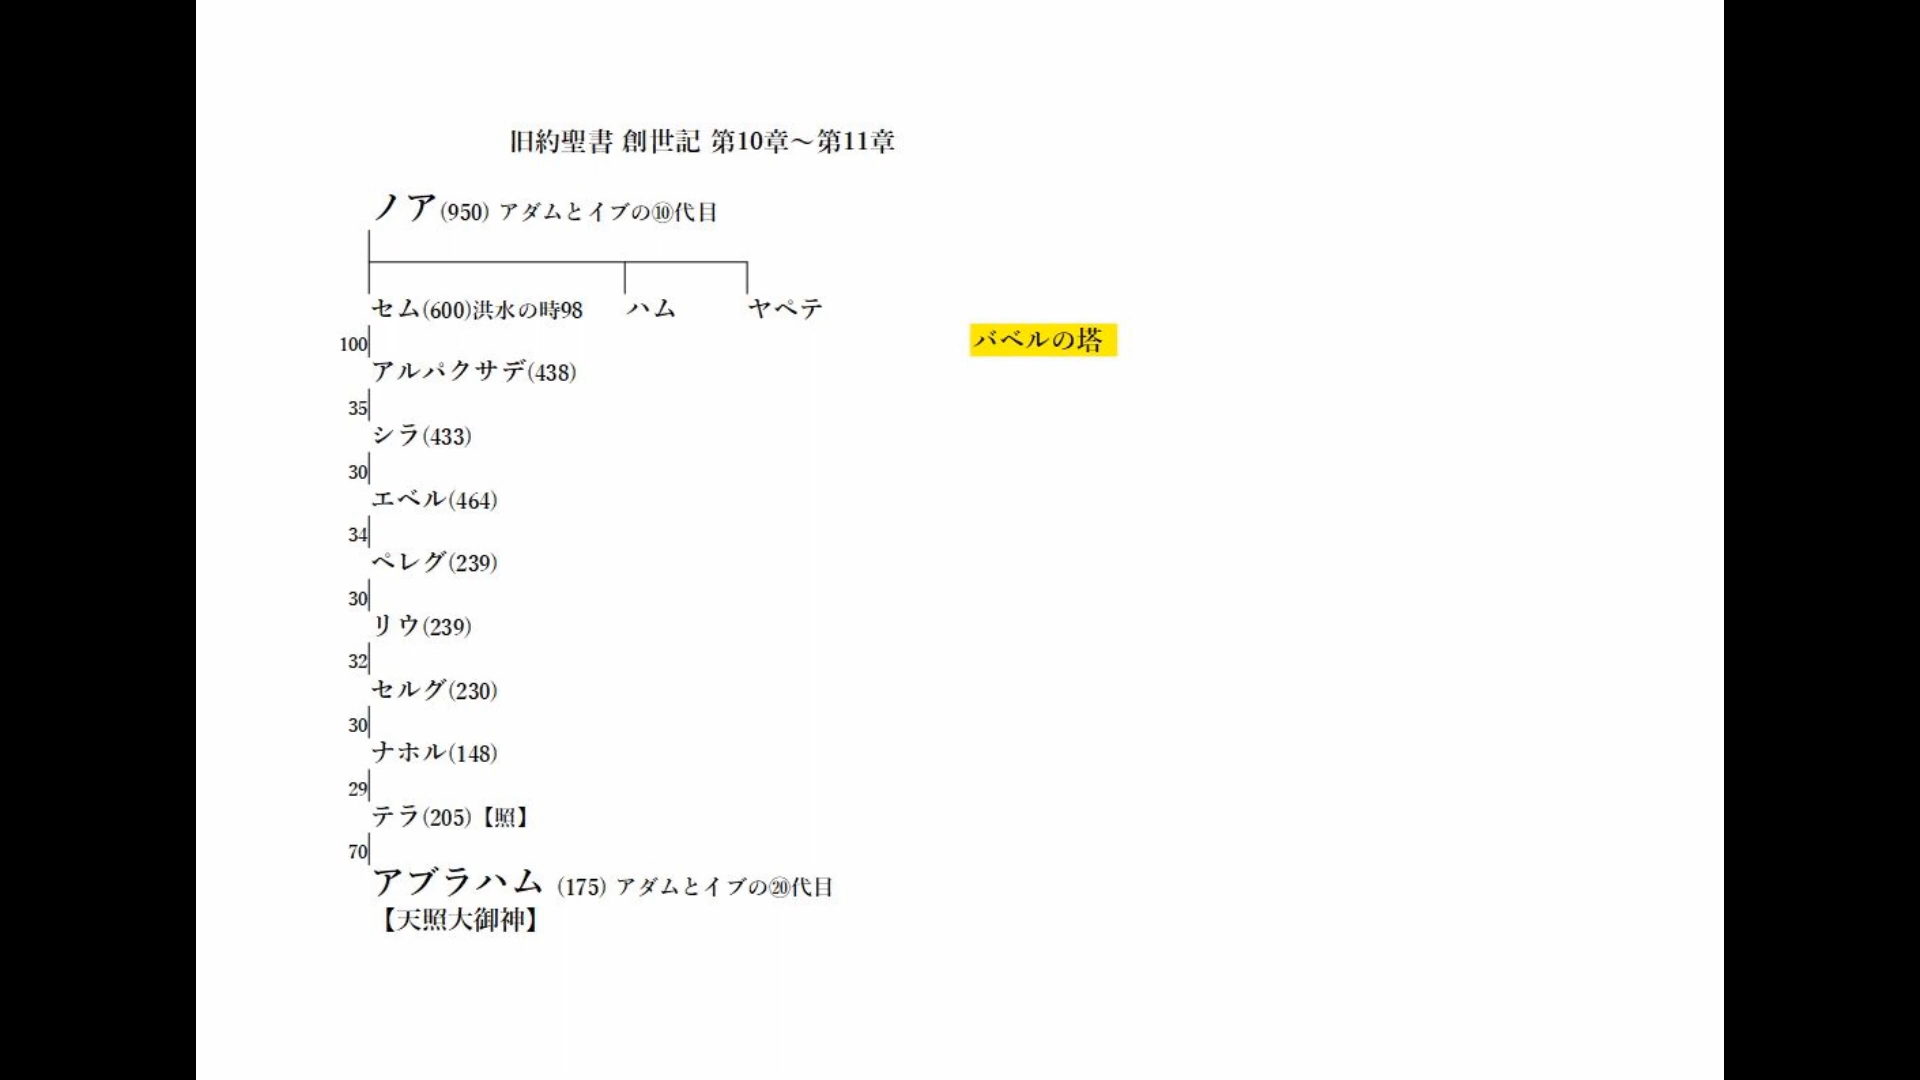 旧約聖書 創世記 第10章～第11章
ノア(950) アダムとイブの⑩代目
セム(600)洪水の時98 ハム ヤペテ
バベルの塔
100
アルパクサデ(438)
35
シラ(433)
30
エベル(464)
34
ペレグ(239)
30
リウ(239)
32
セルグ(230)
30
ナホル(148)
29
テラ(205)【照】
70
アブラハム (175) アダムとイブの⑳代目
【天照大御神】